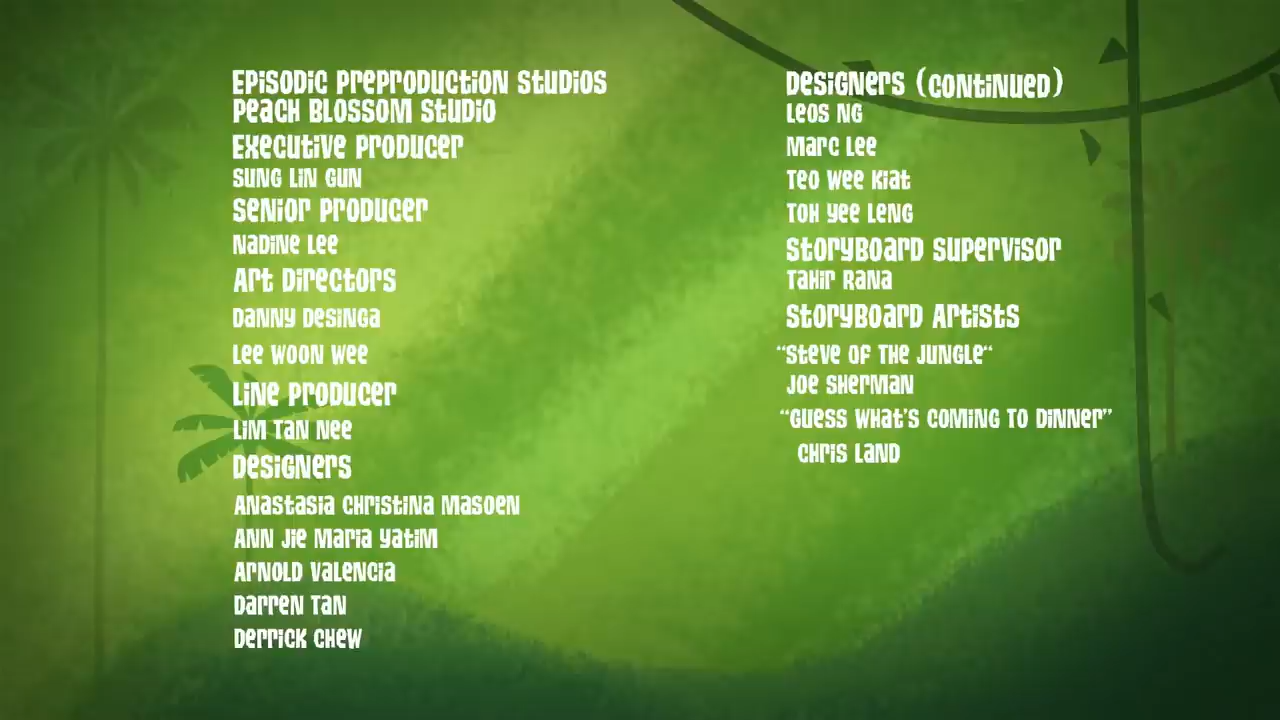 Episodic Preproduction Studios
Peach Blossom Studio
Executive Producer
Sung Lin Gun
Senior Producer
Nadine Lee
Art Directors
Danny Desinga
Lee Woon Wee
Line Producer
Lim Tan Nee
Designers
Anastasia Christina Masoen
Ann Jie Maria Yatim
Arnold Valencia
Darren Tan
Derrick Chew
Designers (Continued)
Leos Ng
Marc Lee
Teo Wee Kiat
Toh Yee Leng
Storyboard Supervisor
Tahir Rana
Storyboard Artists
“Steve of the Jungle“
Joe Sherman
“Guess What's Coming to Dinner”
Chris Land